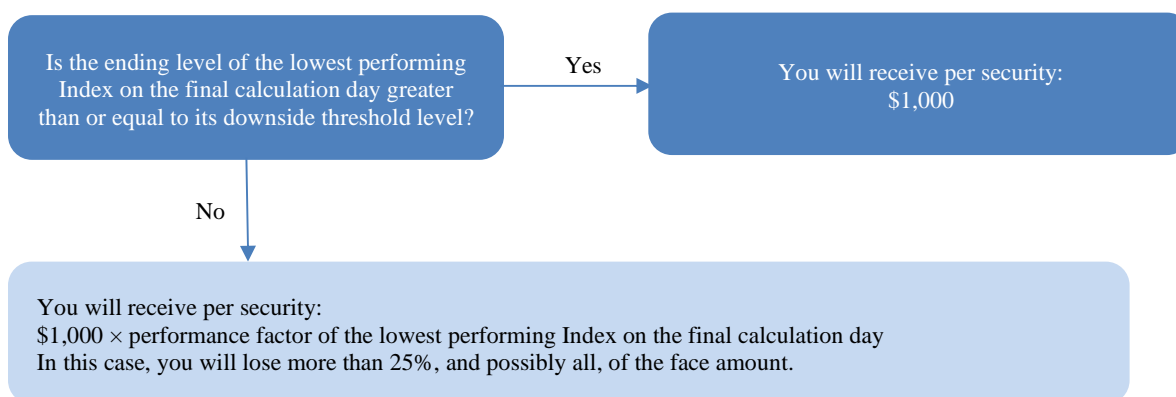 Is the ending level of the lowest performing
Index on the final calculation day greater
than or equal to its downside threshold level?
Yes
You will receive per security:
$1,000
No
You will receive per security:
$1,000 × performance factor of the lowest performing Index on the final calculation day
In this case, you will lose more than 25%, and possibly all, of the face amount.